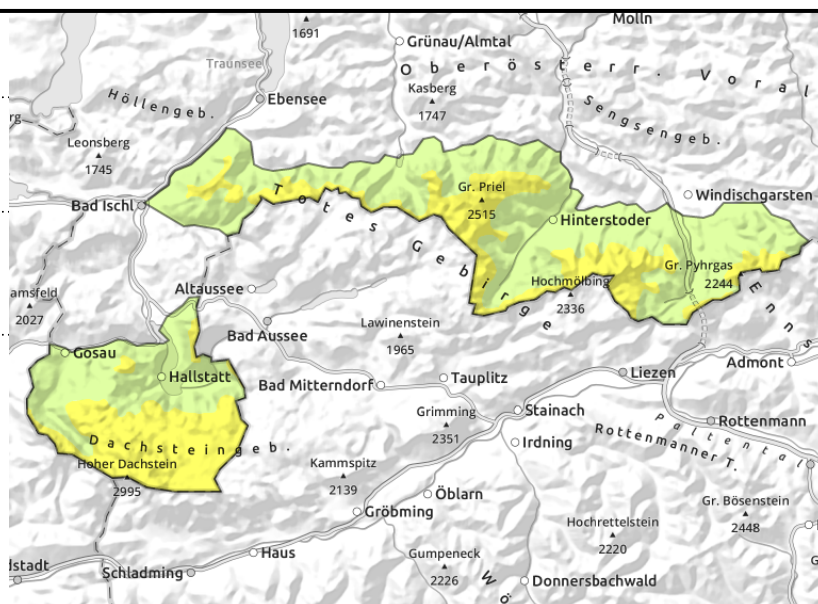 1691
Molln
Grünau/Almtal
Traunsee
Oberösterr. Voral
Kasberg
1747
Höllengeb.
Ebensee
Sengsengeb.
rg
Leonsberg
1745
Gr. Priel
2515
Windischgarsten
Bad Ischl
Totes Gebirge
Hinterstoder
Gr. Pyhrgas
2244
Hochmölbing
2336
Enns
amsfeld
2027
Altaussee
Bad Aussee
Lawinenstein
1965
Gosau
Hallstatt
Bad Mitterndorf
Tauplitz
Liezen
Admont
Grimming
2351
Stainach
Rottenmann
Paltental
Irdning
Rottenmanner T.
Dachsteingeb.
Hoher Dachstein
2995
Kammspitz
2139
Öblarn
Gröbming
Gr. Bösenstein
2448
Hochrettelstein
2220
Haus
Gumpeneck
2226
dstadt
Schladming
Donnersbachwald
Wö
G